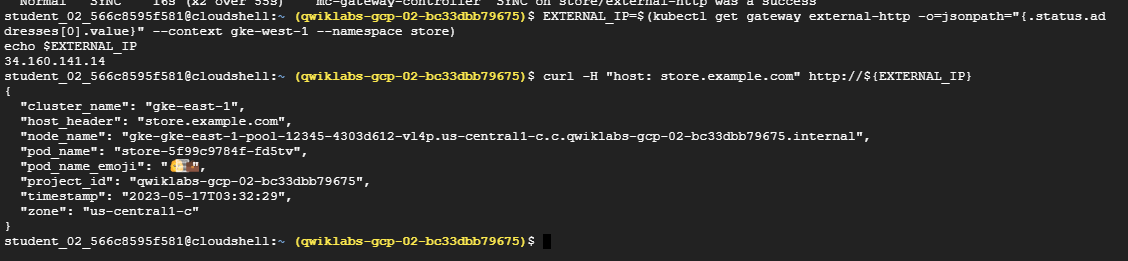 Normal SYNC 16s (x2 over 55s) mc-gateway-controller SYNC on store/external-http was a success
student_02_566c8595f581@cloudshell:~ (qwiklabs-gcp-02-bc33dbb79675)$ EXTERNAL_IP=$(kubectl get gateway external-http -o=jsonpath="{.status.ad
dresses[0].value}" --context gke-west-1 --namespace store)
echo $EXTERNAL_IP
34.160.141.14
student_02_566c8595f581@cloudshell:~ (qwiklabs-gcp-02-bc33dbb79675)$ curl -H "host: store.example.com" http://${EXTERNAL_IP}
{
  "cluster_name": "gke-east-1",
  "host_header": "store.example.com",
  "node_name": "gke-gke-east-1-pool-12345-4303d612-vl4p.us-central1-c.c.qwiklabs-gcp-02-bc33dbb79675.internal",
  "pod_name": "store-5f99c9784f-fd5tv",
  "pod_name_emoji": "",
  "project_id": "qwiklabs-gcp-02-bc33dbb79675",
  "timestamp": "2023-05-17T03:32:29",
  "zone": "us-central1-c"
}
student_02_566c8595f581@cloudshell:~ (qwiklabs-gcp-02-bc33dbb79675)$